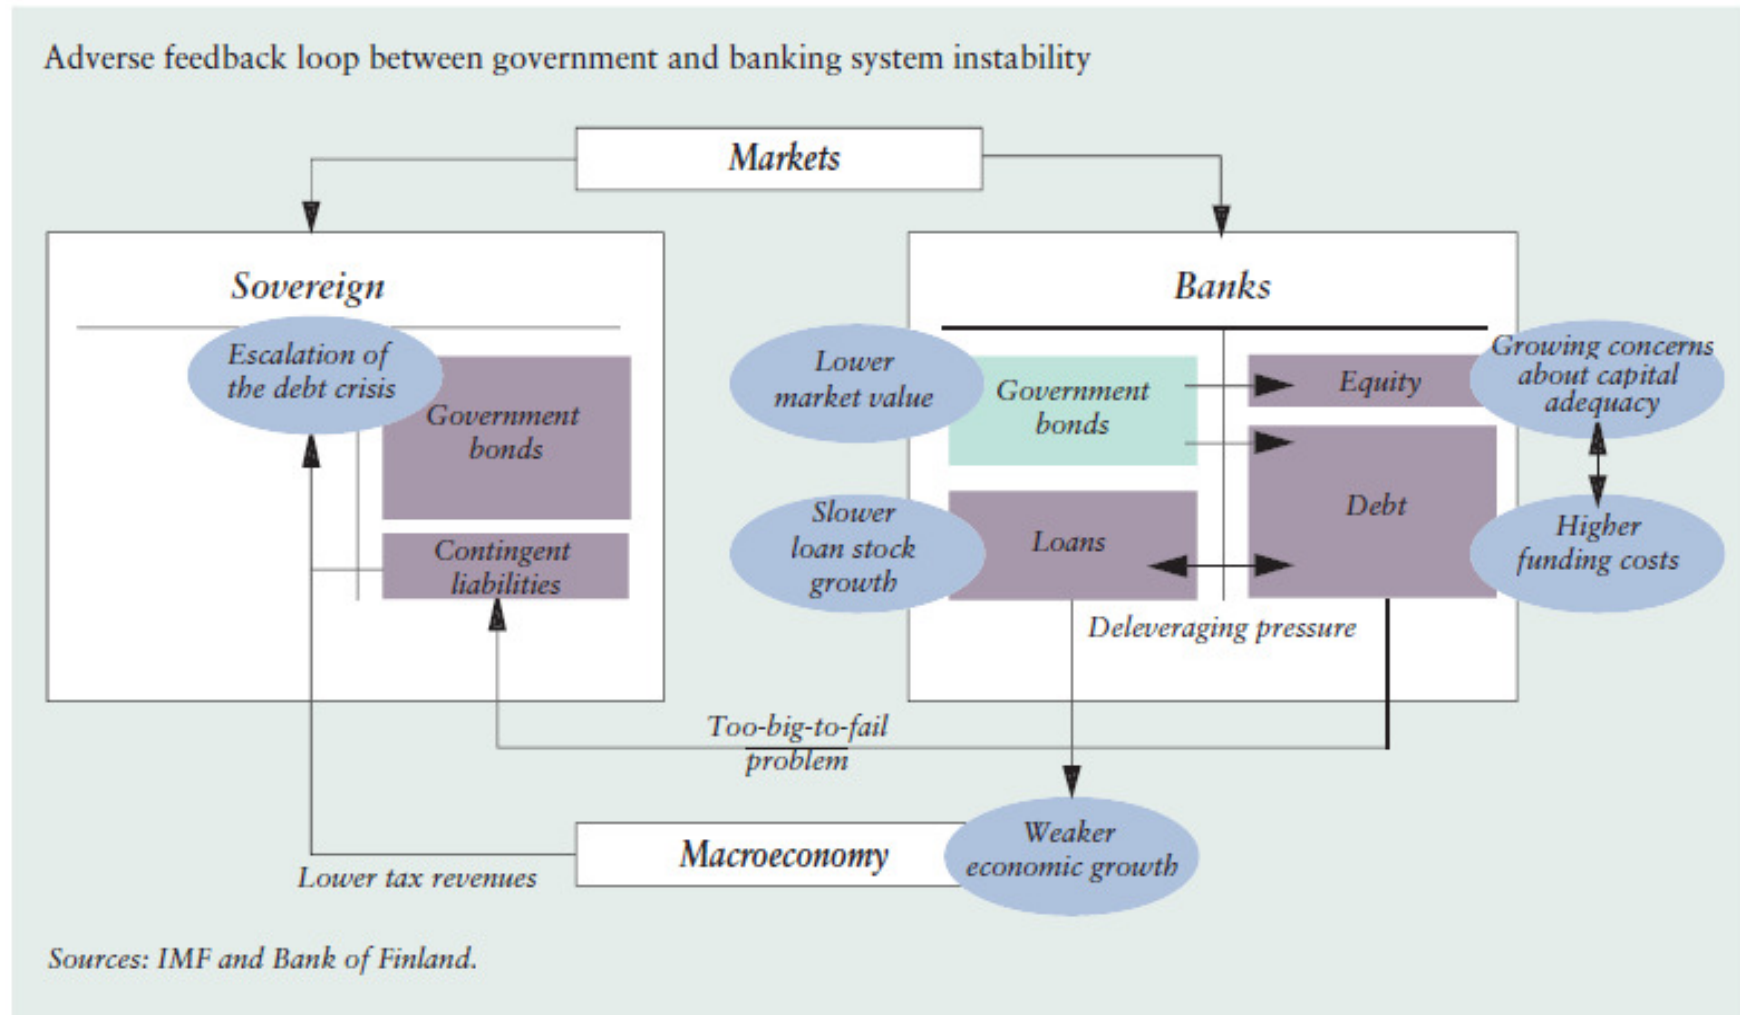 Adverse feedback loop between government and banking system instability
Markets
Sovereign
Escalation of
the debt crisis
Government
bonds
Contingent
liabilities
Banks
Lower
market value
Government
bonds
Equity
Growing concerns
about capital
adequacy
Slower
loan stock
growth
Loans
Debt
Higher
funding costs
Deleveraging pressure
Too-big-to-fail
problem
Macroeconomy
Weaker
economic growth
Lower tax revenues
Sources: IMF and Bank of Finland.